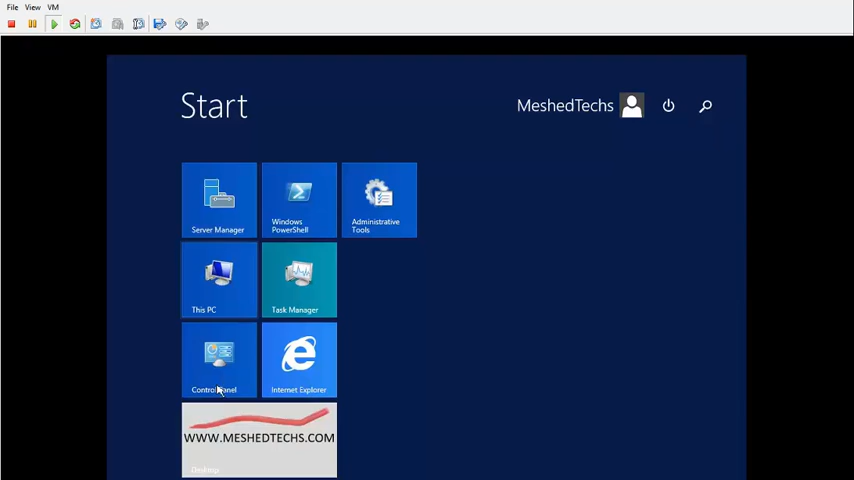 File View VM
Start
MeshedTechs
Server Manager
Windows PowerShell
Administrative Tools
This PC
Task Manager
Control Panel
Internet Explorer
WWW.MESHEDTECHS.COM
Desktop